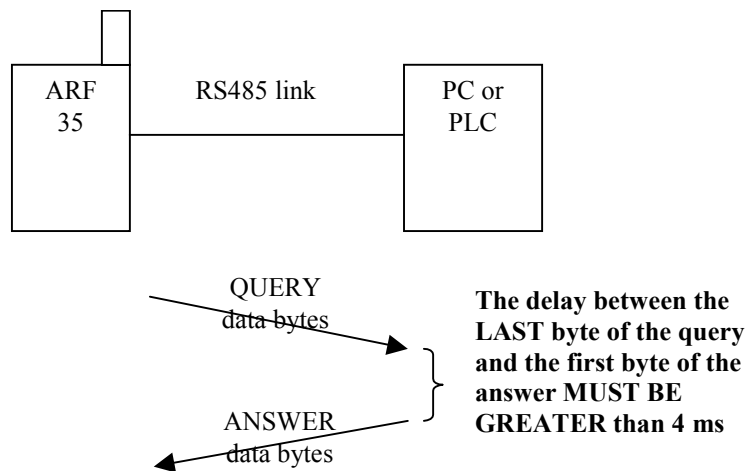 ARF
35
RS485 link
PC or
PLC
QUERY
data bytes
The delay between the
LAST byte of the query
and the first byte of the
answer MUST BE
GREATER than 4 ms
ANSWER
data bytes